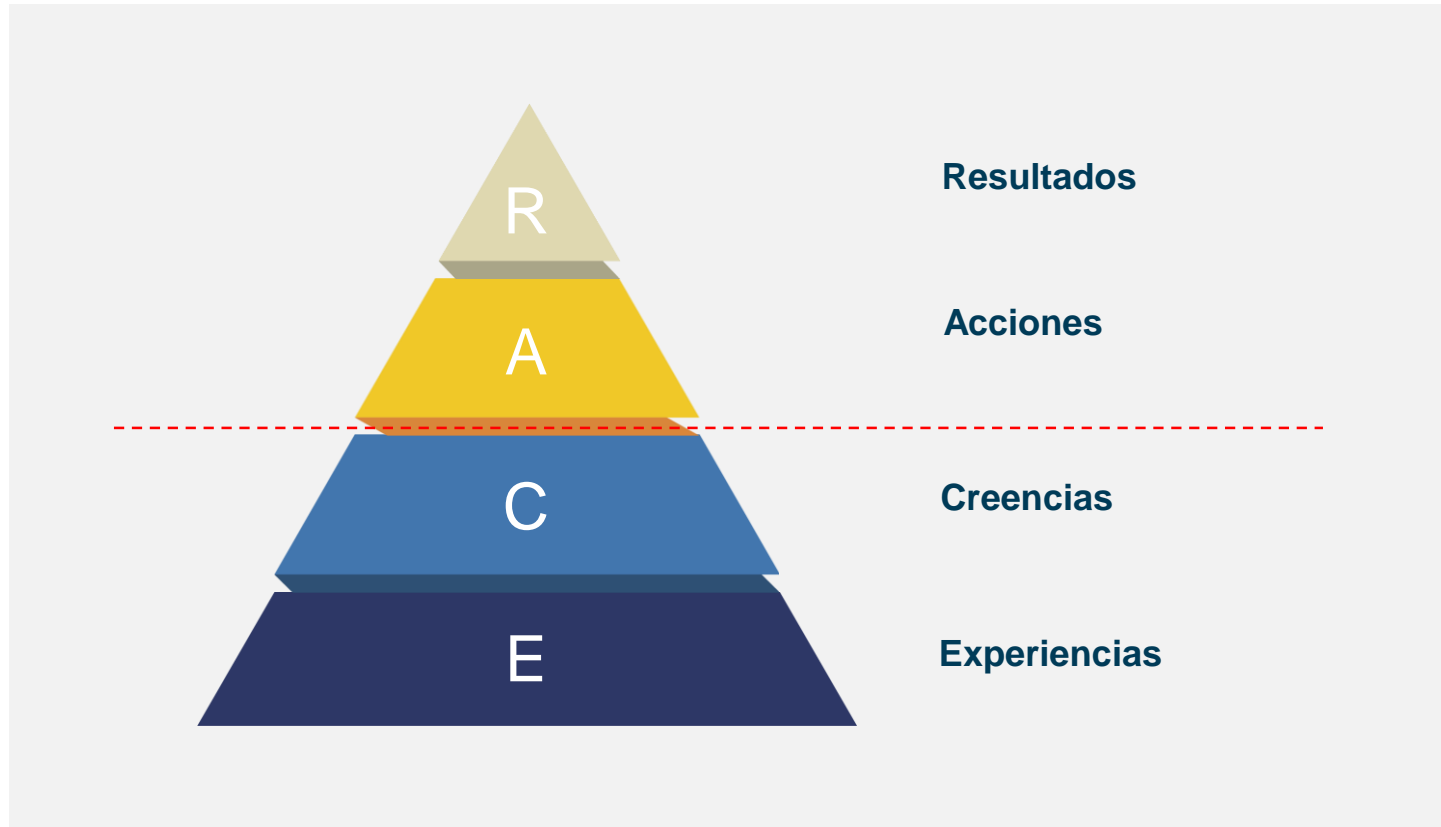 R
Resultados
A
Acciones
C
Creencias
E
Experiencias